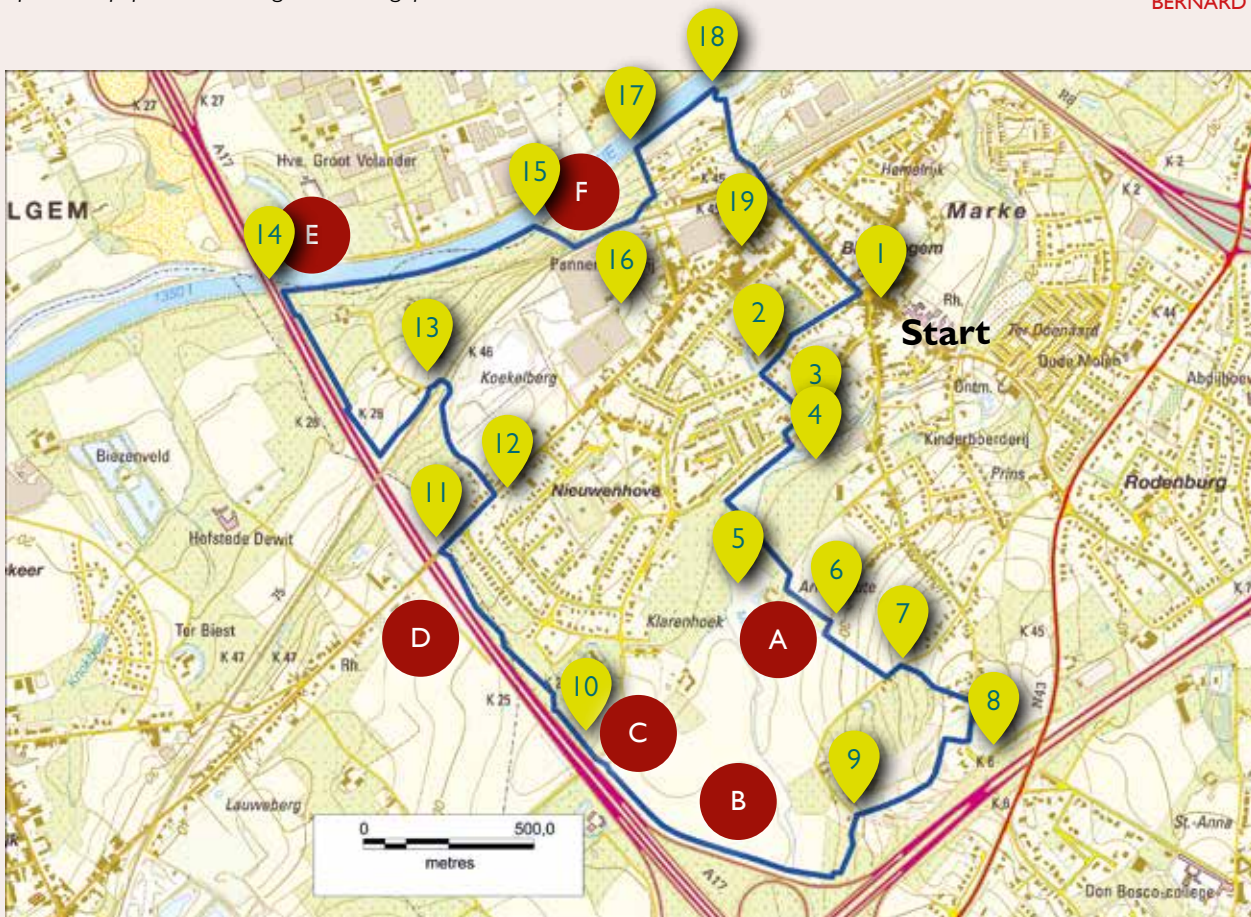 BERNARD
18
17
K 27
K 27
A17
R8
Hve. Groot Volander
15
F
K 45
Hemelrijk
K 2
K 2
LGEM
14
E
19
Marke
1
16
Rh.
Start
2
Ter Doenaard
K 44
13
3
Oude Molen
K 46
Koekelberg
Ontm. C.
4
K 28
K 28
12
Kinderboerderij
Biezenveld
Prins
11
Nieuwenhove
Rodenburg
Hofstede Dewit
5
6
Klarenhoek
7
D
A
Ter Biest
K 45
K 47
K 47
Rh.
10
K 25
8
N43
C
9
K 6
B
Lauweberg
K 6
0
500,0
metres
St.-Anna
A17
Don Bosco-college